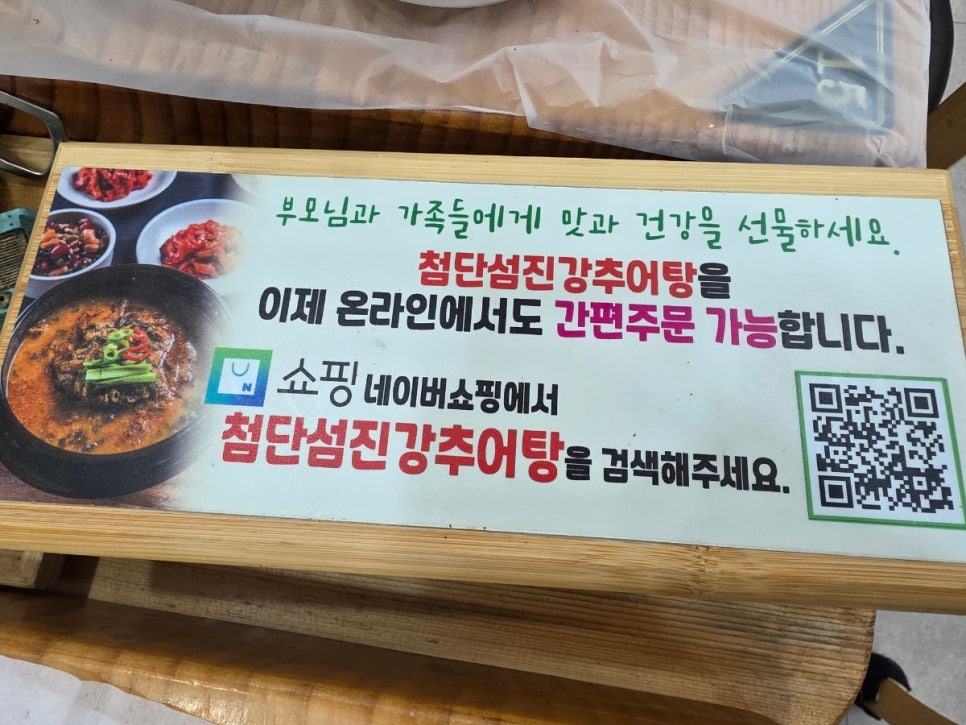 부모님과 가족들에게 맛과 건강을 선물하세요.
첨단섬진강추어탕을
이제 온라인에서도 간편주문 가능합니다.
N 쇼핑 네이버쇼핑에서
첨단섬진강추어탕을 검색해주세요.
15